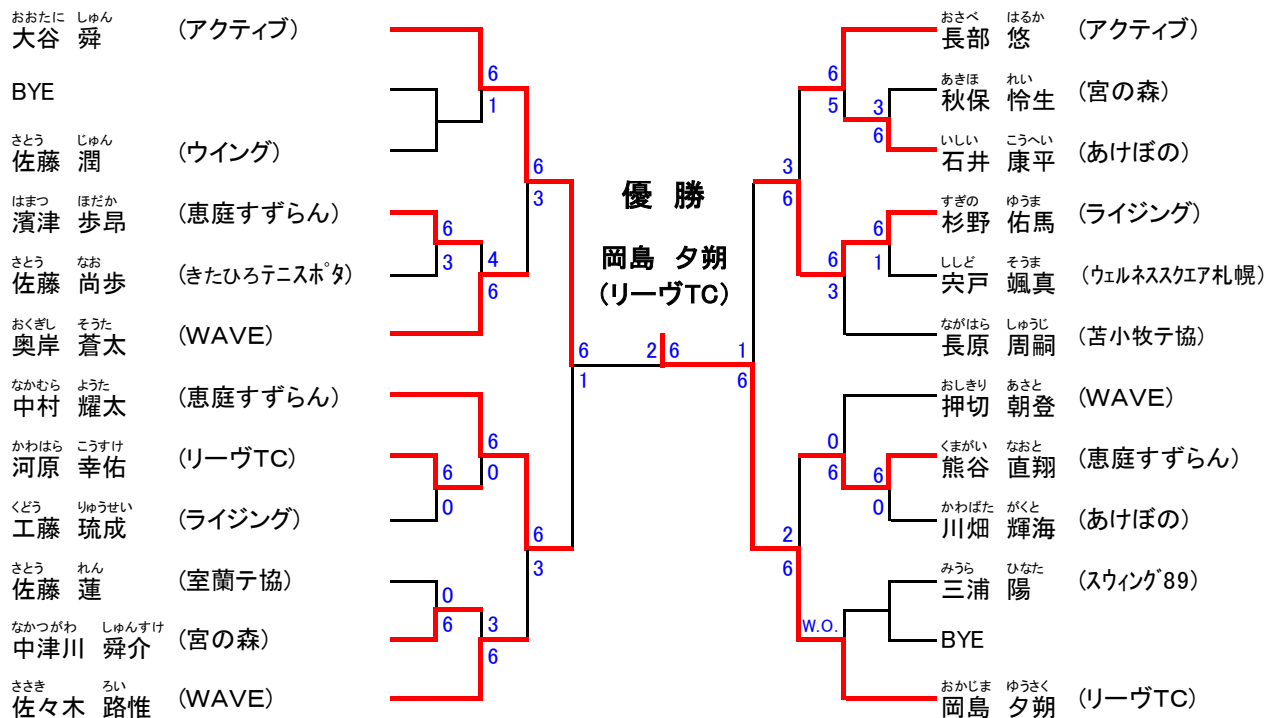 おおたに しゅん
大谷 舜 (アクティブ)
BYE
さとう じゅん
佐藤 潤 (ウイング)
はまつ ほだか
濱津 歩昂 (恵庭すずらん)
さとう なお
佐藤 尚歩 (きたひろテニスポタ)
おくぎし そうた
奥岸 蒼太 (WAVE)
なかむら ようた
中村 耀太 (恵庭すずらん)
かわはら こうすけ
河原 幸佑 (リーヴTC)
くどう りゅうせい
工藤 琉成 (ライジング)
さとう れん
佐藤 蓮 (室蘭テ協)
なかつがわ しゅんすけ
中津川 舜介 (宮の森)
ささき ろい
佐々木 路惟 (WAVE)
6
1
6
3
4
6
6
3
6
0
6
0
0
6
3
6
6
3
6
1
優 勝
岡島 夕朔
(リーヴTC)
2 6
1
6
3
6
6
5
3
6
6
1
6
3
0
6
6
0
2
6
W.O.
おさべ はるか
長部 悠 (アクティブ)
あきほ れい
秋保 怜生 (宮の森)
いしい こうへい
石井 康平 (あけぼの)
すぎの ゆうま
杉野 佑馬 (ライジング)
ししど そうま
宍戸 颯真 (ウェルネススクエア札幌)
ながはら しゅうじ
長原 周嗣 (苫小牧テ協)
おしきり あさと
押切 朝登 (WAVE)
くまがい なおと
熊谷 直翔 (恵庭すずらん)
かわばた がくと
川畑 輝海 (あけぼの)
みうら ひなた
三浦 陽 (スウィング89)
BYE
おかじま ゆうさく
岡島 夕朔 (リーヴTC)